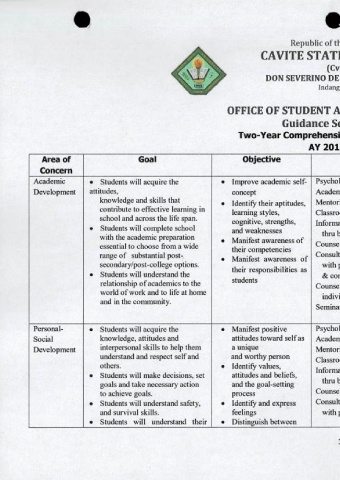 Republic of th
CAVITE STATE
(Cv
DON SEVERINO DE
Indang
OFFICE OF STUDENT A
Guidance Se
Two-Year Comprehensi
AY 201
Area of
Concern
Goal
Objective
Academic
Development
• Students will acquire the
attitudes,
knowledge and skills that
contribute to effective learning in
school and across the life span.
• Students will complete school
with the academic preparation
essential to choose from a wide
range of substantial post-
secondary/post-college options.
• Students will understand the
relationship of academics to the
world of work and to life at home
and in the community.
• Improve academic self-
concept
• Identify their aptitudes,
learning styles,
cognitive, strengths,
and weaknesses
• Manifest awareness of
their competencies
• Manifest awareness of
their responsibilities as
students
Psychol
Academ
Mentor
Classroo
Informa
thru b
Counse
Consult
with p
& cor
Counse
indivi
Semina
Personal-
Social
Development
• Students will acquire the
knowledge, attitudes and
interpersonal skills to help them
understand and respect self and
others.
• Students will make decisions, set
goals and take necessary action
to achieve goals.
• Students will understand safety,
and survival skills.
• Students will understand their
• Manifest positive
attitudes toward self as
a unique
and worthy person
• Identify values,
attitudes and beliefs,
and the goal-setting
process
• Identify and express
feelings
• Distinguish between
Psychol
Academ
Mentor
Classroo
Informa
thru b
Counse
Consult
with p